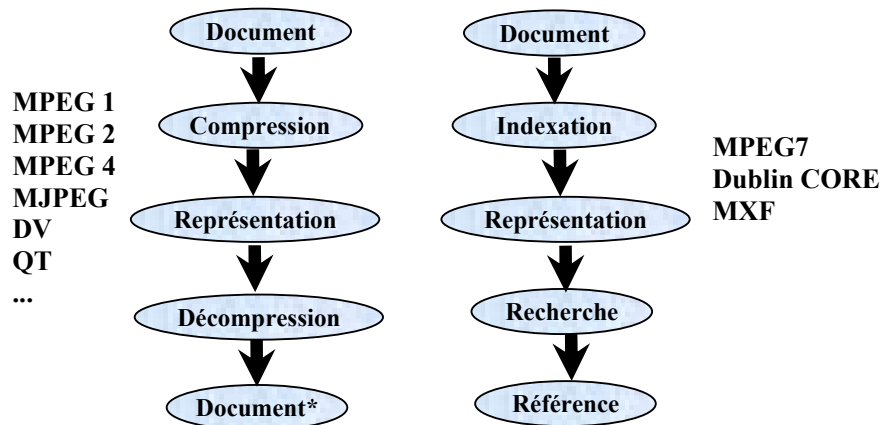 Document
Compression
Représentation
Décompression
Document*
MPEG 1
MPEG 2
MPEG 4
MJPEG
DV
QT
...
Document
Indexation
Représentation
Recherche
Référence
MPEG7
Dublin CORE
MXF